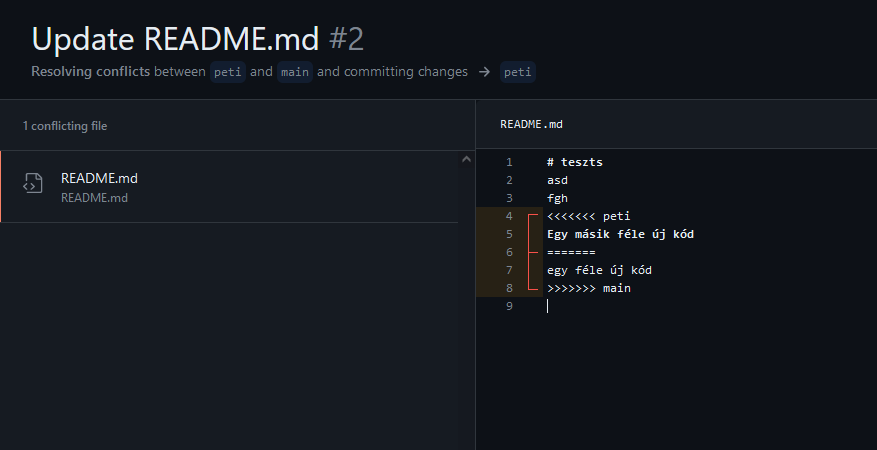 Update README.md #2
Resolving conflicts between peti and main and committing changes → peti
1 conflicting file
README.md
README.md
README.md
1 # teszts
2 asd
3 fgh
4 <<<<<<< peti
5 Egy másik féle új kód
6 =======
7 egy féle új kód
8 >>>>>>> main
9